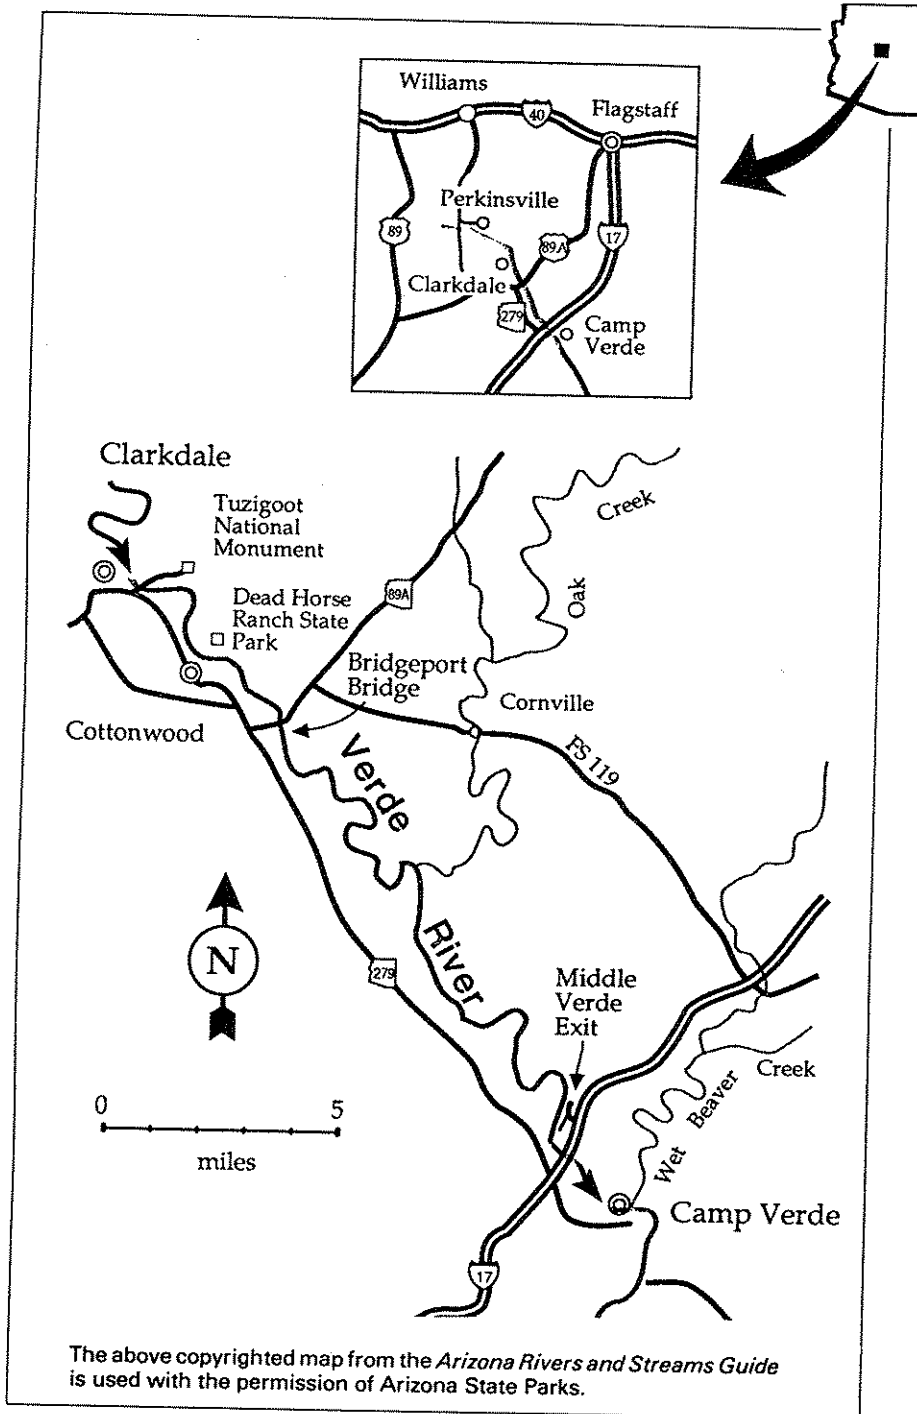 Williams
40
Flagstaff
Perkinsville
89
89A
17
Clarkdale
279
Camp
Verde
Clarkdale
Tuzigoot
National
Monument
Dead Horse
Ranch State
Park
89A
Creek
Oak
Bridgeport
Bridge
Cornville
Cottonwood
FS 119
Verde
River
N
279
Middle
Verde
Exit
0
5
miles
Creek
Beaver
Wet
Camp Verde
17
The above copyrighted map from the Arizona Rivers and Streams Guide
is used with the permission of Arizona State Parks.